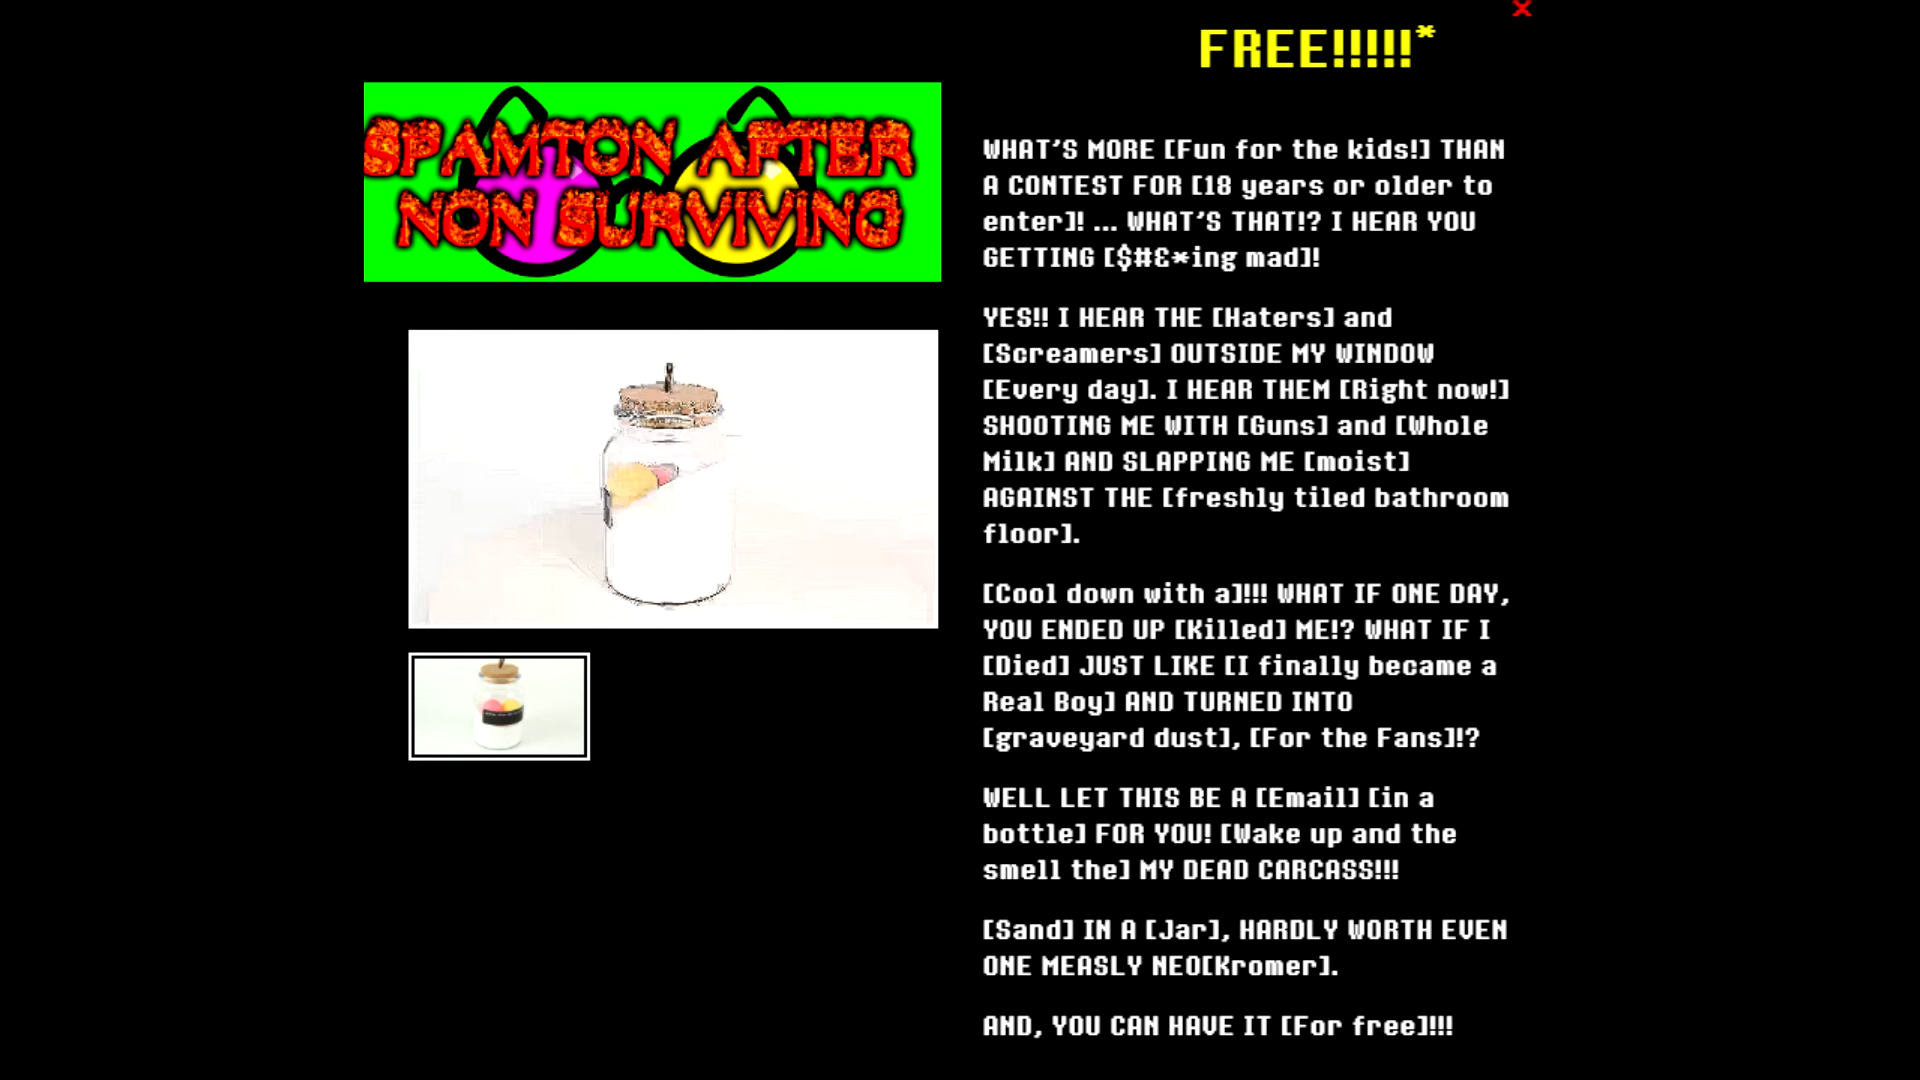 FREE!!!!!*
SPAMTON AFTER
NON SURVIVING
WHAT'S MORE [Fun for the kids!] THAN
A CONTEST FOR [18 years or older to
enter]! ... WHAT'S THAT!? I HEAR YOU
GETTING [$#&*ing mad]!
YES!! I HEAR THE [Haters] and
[Screamers] OUTSIDE MY WINDOW
[Every day]. I HEAR THEM [Right now!]
SHOOTING ME WITH [Guns] and [Whole
Milk] AND SLAPPING ME [moist]
AGAINST THE [freshly tiled bathroom
floor].
[Cool down with a]!!! WHAT IF ONE DAY,
YOU ENDED UP [Killed] ME!? WHAT IF I
[Died] JUST LIKE [I finally became a
Real Boy] AND TURNED INTO
[graveyard dust], [For the Fans]!?
WELL LET THIS BE A [Email] [in a
bottle] FOR YOU! [Wake up and the
smell the] MY DEAD CARCASS!!!
[Sand] IN A [Jar], HARDLY WORTH EVEN
ONE MEASLY NEO[Kromer].
AND, YOU CAN HAVE IT [For free]!!!